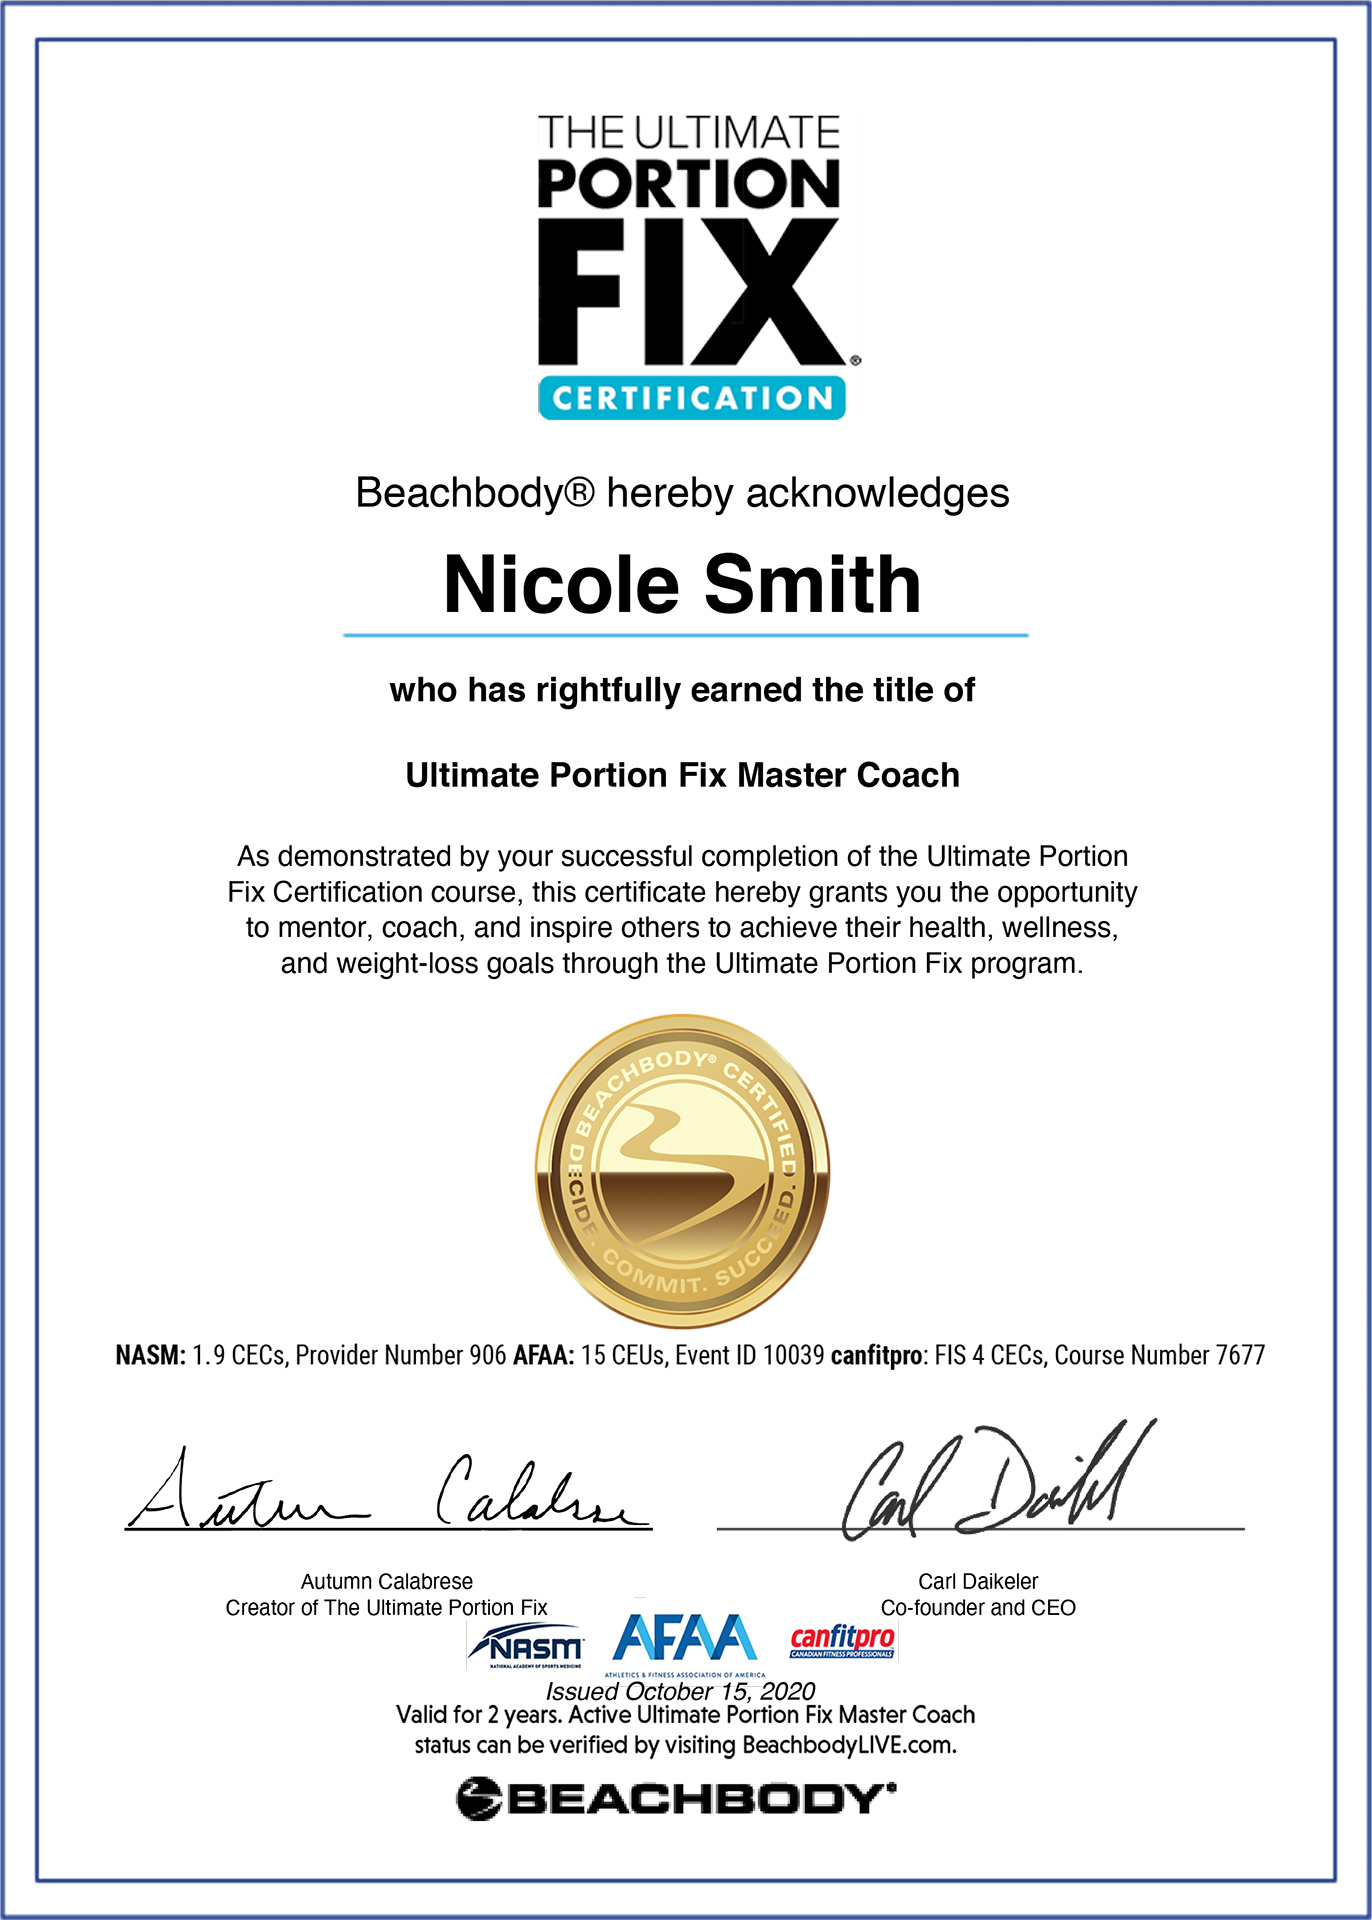 THE ULTIMATE
PORTION
FIX®
CERTIFICATION
Beachbody® hereby acknowledges
Nicole Smith
who has rightfully earned the title of
Ultimate Portion Fix Master Coach
As demonstrated by your successful completion of the Ultimate Portion
Fix Certification course, this certificate hereby grants you the opportunity
to mentor, coach, and inspire others to achieve their health, wellness,
and weight-loss goals through the Ultimate Portion Fix program.
BEACHBODY® CERTIFIED.
DECIDE. COMMIT. SUCCEED.
NASM: 1.9 CECs, Provider Number 906 AFAA: 15 CEUs, Event ID 10039 canfitpro: FIS 4 CECs, Course Number 7677
Autumn Calabrese Carl Daikeler
Autumn Calabrese Carl Daikeler
Creator of The Ultimate Portion Fix Co-founder and CEO
NASM AFAA canfitpro
NATIONAL ACADEMY OF SPORTS MEDICINE ATHLETICS & FITNESS ASSOCIATION OF AMERICA CANADIAN FITNESS PROFESSIONALS
Issued October 15, 2020
Valid for 2 years. Active Ultimate Portion Fix Master Coach
status can be verified by visiting BeachbodyLIVE.com.
BEACHBODY®